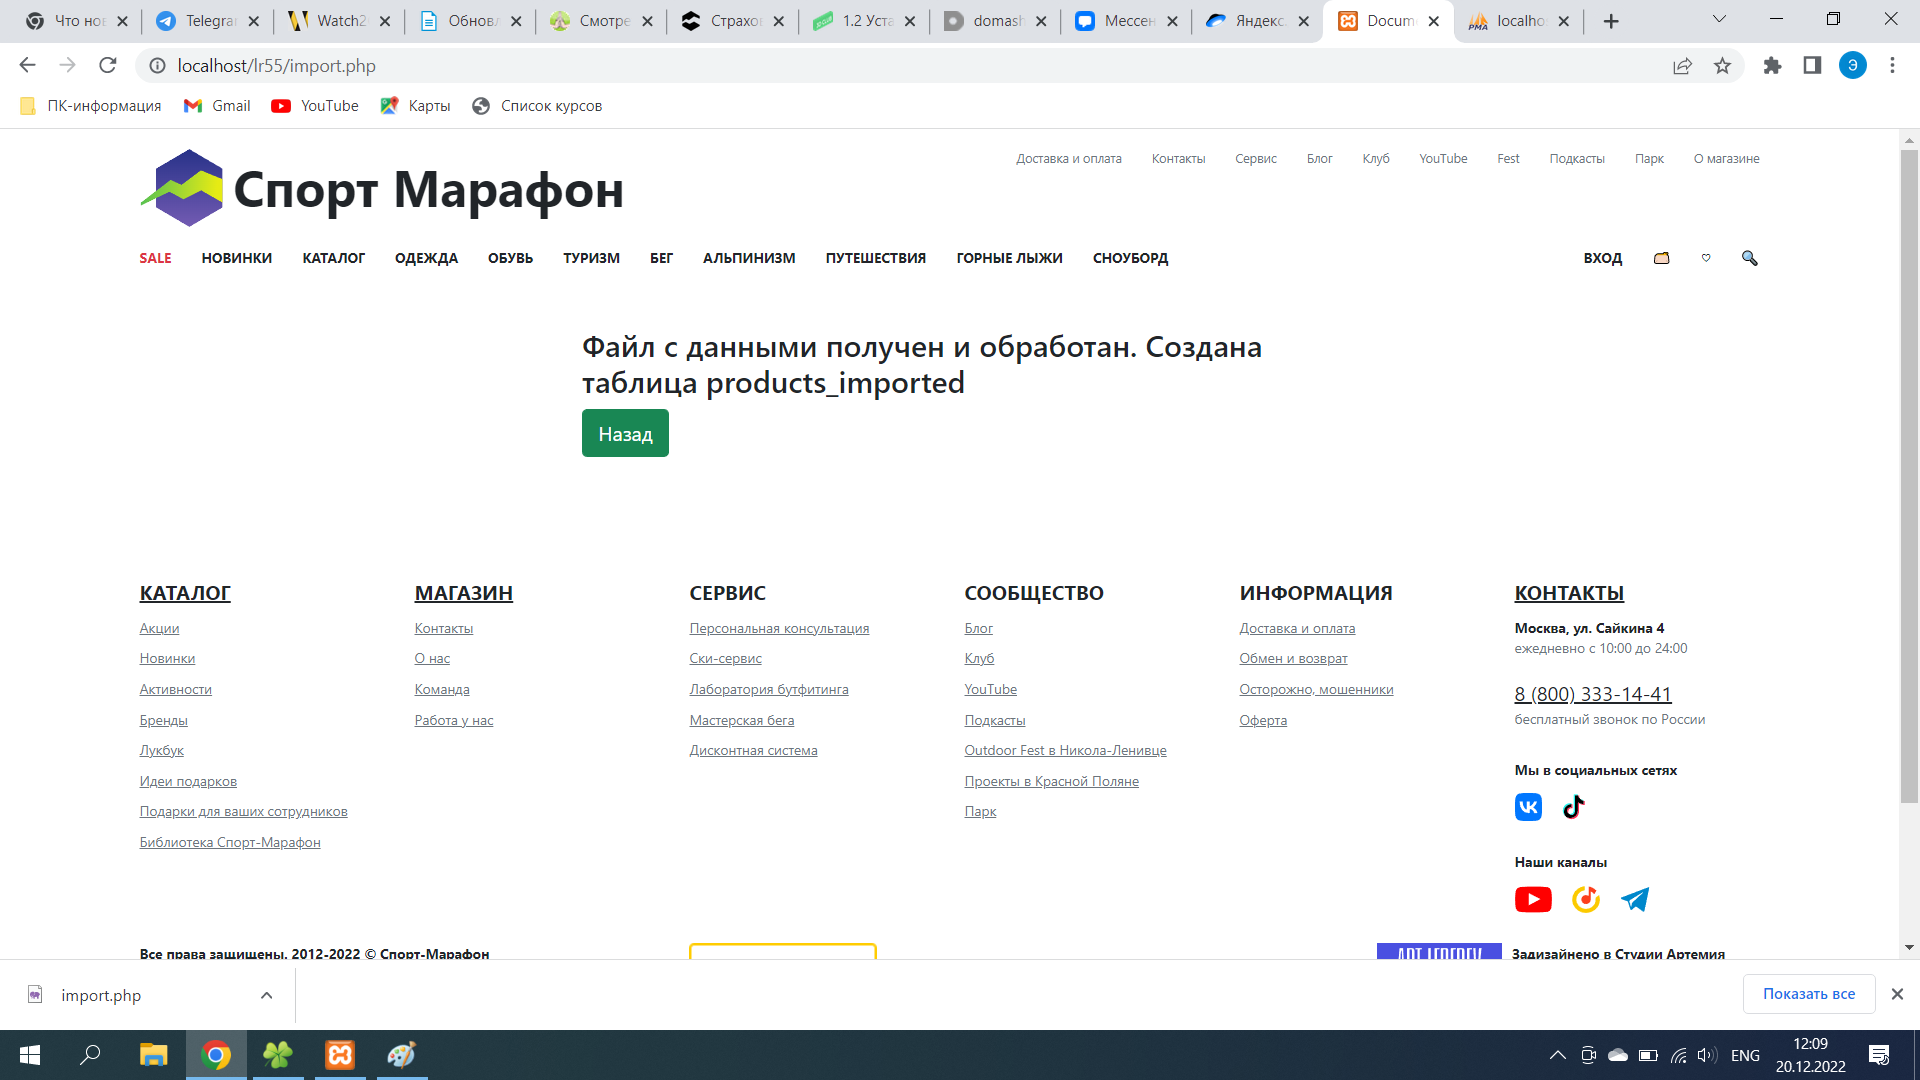 Что нов
Telegra
Watch2
Обновл
Смотре
Страхов
1.2 Уста
domash
Мессен
Яндекс.
Docume
localhos
localhost/lr55/import.php
Э
ПК-информация
Gmail
YouTube
Карты
Список курсов
Спорт Марафон
Доставка и оплата
Контакты
Сервис
Блог
Клуб
YouTube
Fest
Подкасты
Парк
О магазине
SALE
НОВИНКИ
КАТАЛОГ
ОДЕЖДА
ОБУВЬ
ТУРИЗМ
БЕГ
АЛЬПИНИЗМ
ПУТЕШЕСТВИЯ
ГОРНЫЕ ЛЫЖИ
СНОУБОРД
ВХОД
Файл с данными получен и обработан. Создана
таблица products_imported
Назад
КАТАЛОГ
Акции
Новинки
Активности
Бренды
Лукбук
Идеи подарков
Подарки для ваших сотрудников
Библиотека Спорт-Марафон
МАГАЗИН
Контакты
О нас
Команда
Работа у нас
СЕРВИС
Персональная консультация
Ски-сервис
Лаборатория бутфитинга
Мастерская бега
Дисконтная система
СООБЩЕСТВО
Блог
Клуб
YouTube
Подкасты
Outdoor Fest в Никола-Ленивце
Проекты в Красной Поляне
Парк
ИНФОРМАЦИЯ
Доставка и оплата
Обмен и возврат
Осторожно, мошенники
Оферта
КОНТАКТЫ
Москва, ул. Сайкина 4
ежедневно с 10:00 до 24:00
8 (800) 333-14-41
бесплатный звонок по России
Мы в социальных сетях
Наши каналы
Все права защищены. 2012-2022 © Спорт-Марафон
ART.LEBEDEV
Задизайнено в Студии Артемия
import.php
Показать все
ENG
12:09
20.12.2022